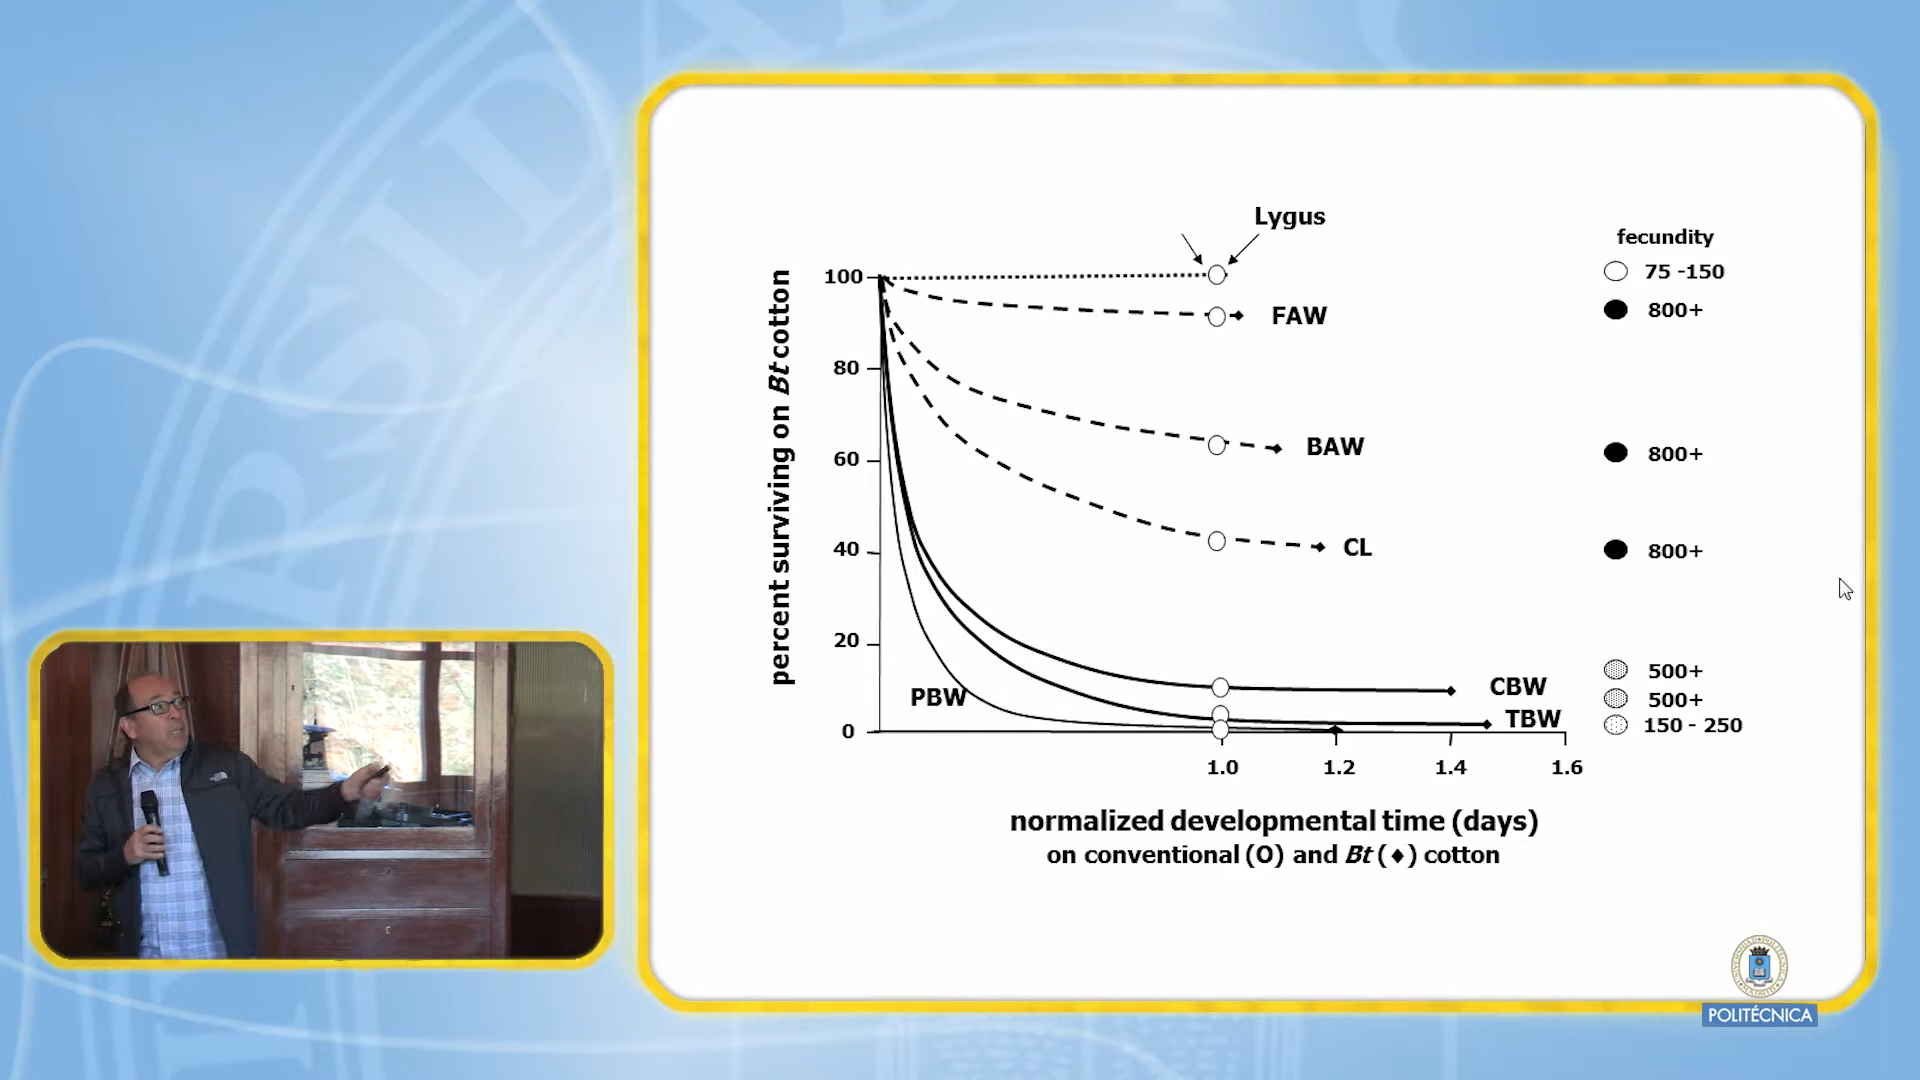 Lygus
fecundity
75 -150
100
FAW
800+
80
BAW
800+
60
CL
800+
40
percent surviving on Bt cotton
20
500+
CBW
500+
PBW
TBW
150 - 250
0
1.0
1.2
1.4
1.6
normalized developmental time (days)
on conventional (O) and Bt (♦) cotton
POLITÉCNICA